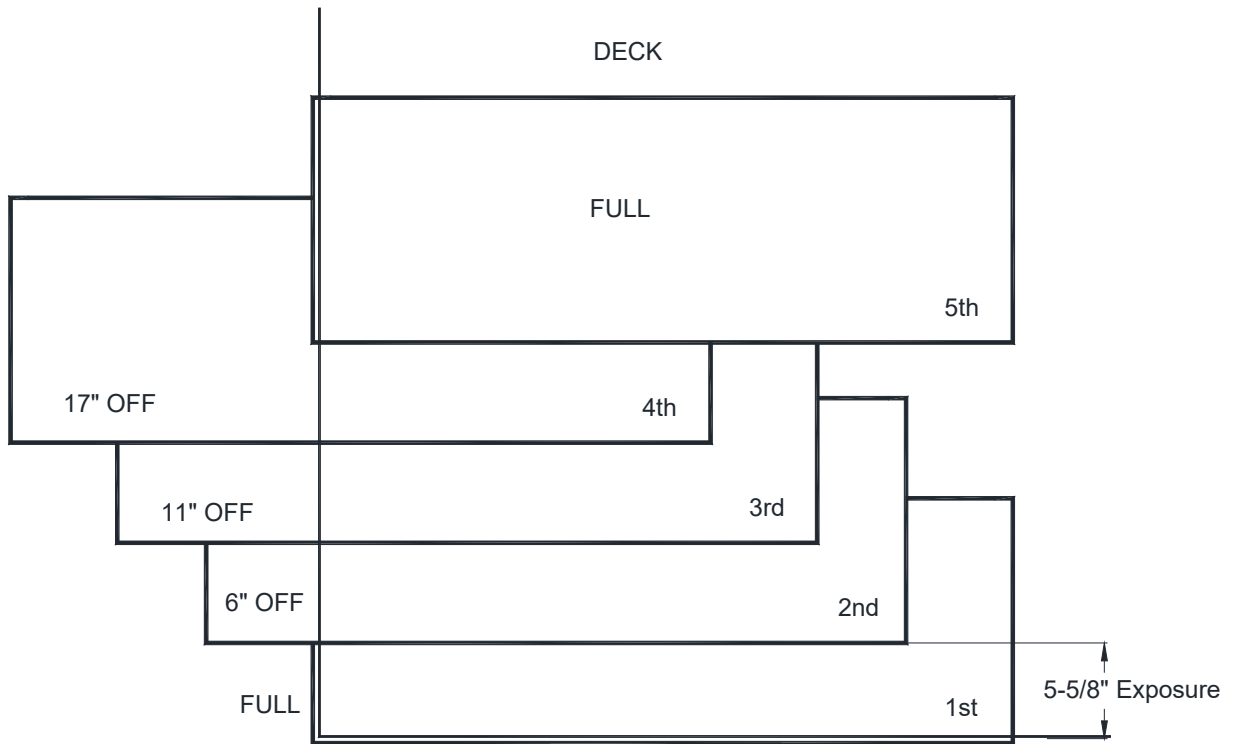 DECK
FULL
5th
17" OFF
4th
11" OFF
3rd
6" OFF
2nd
5-5/8" Exposure
FULL
1st